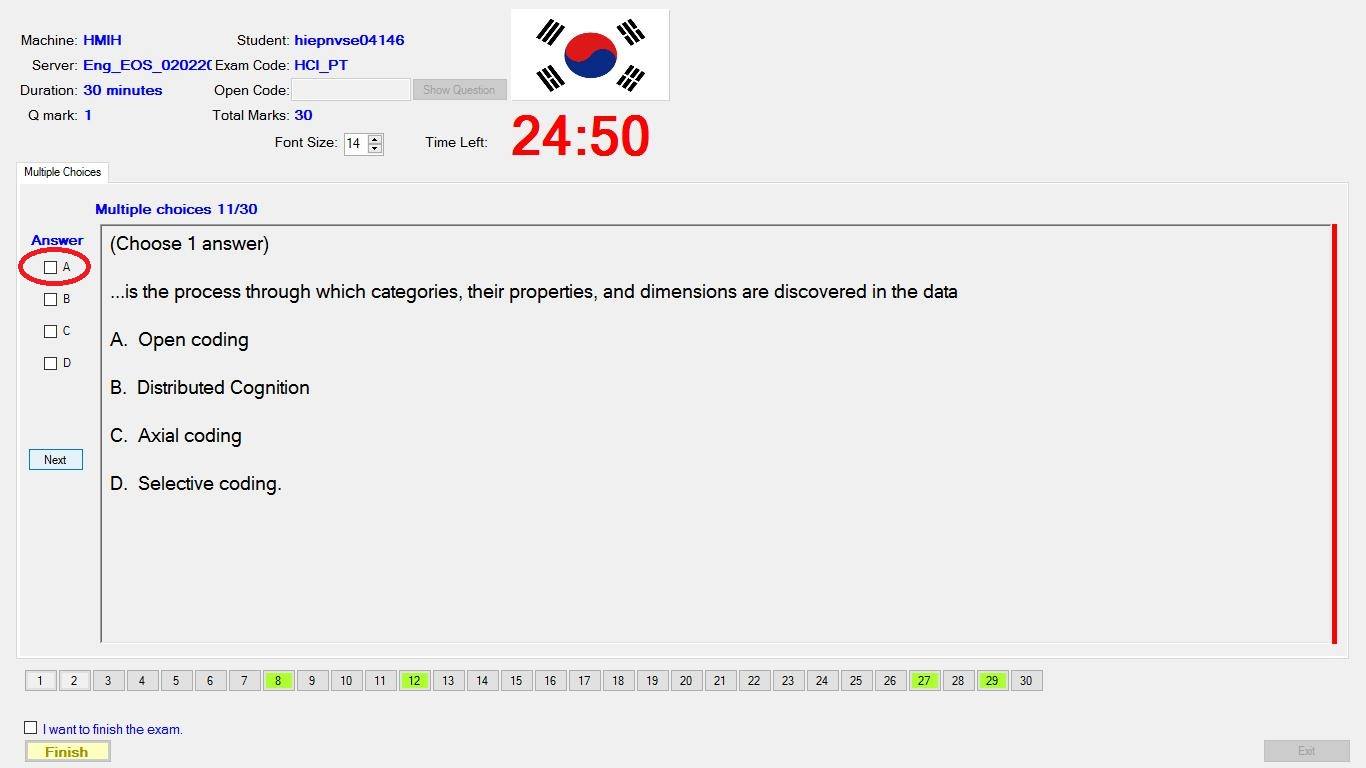 Machine: HMIH Student: hiepnvse04146
Server: Eng_EOS_02022 Exam Code: HCI_PT
Duration: 30 minutes Open Code: Show Question
Q mark: 1 Total Marks: 30
Font Size: 14 Time Left: 24:50
Multiple Choices
Multiple choices 11/30
Answer
(Choose 1 answer)
A
...is the process through which categories, their properties, and dimensions are discovered in the data
B
C
A. Open coding
D
B. Distributed Cognition
C. Axial coding
Next
D. Selective coding.
1 2 3 4 5 6 7 8 9 10 11 12 13 14 15 16 17 18 19 20 21 22 23 24 25 26 27 28 29 30
I want to finish the exam.
Finish Exit